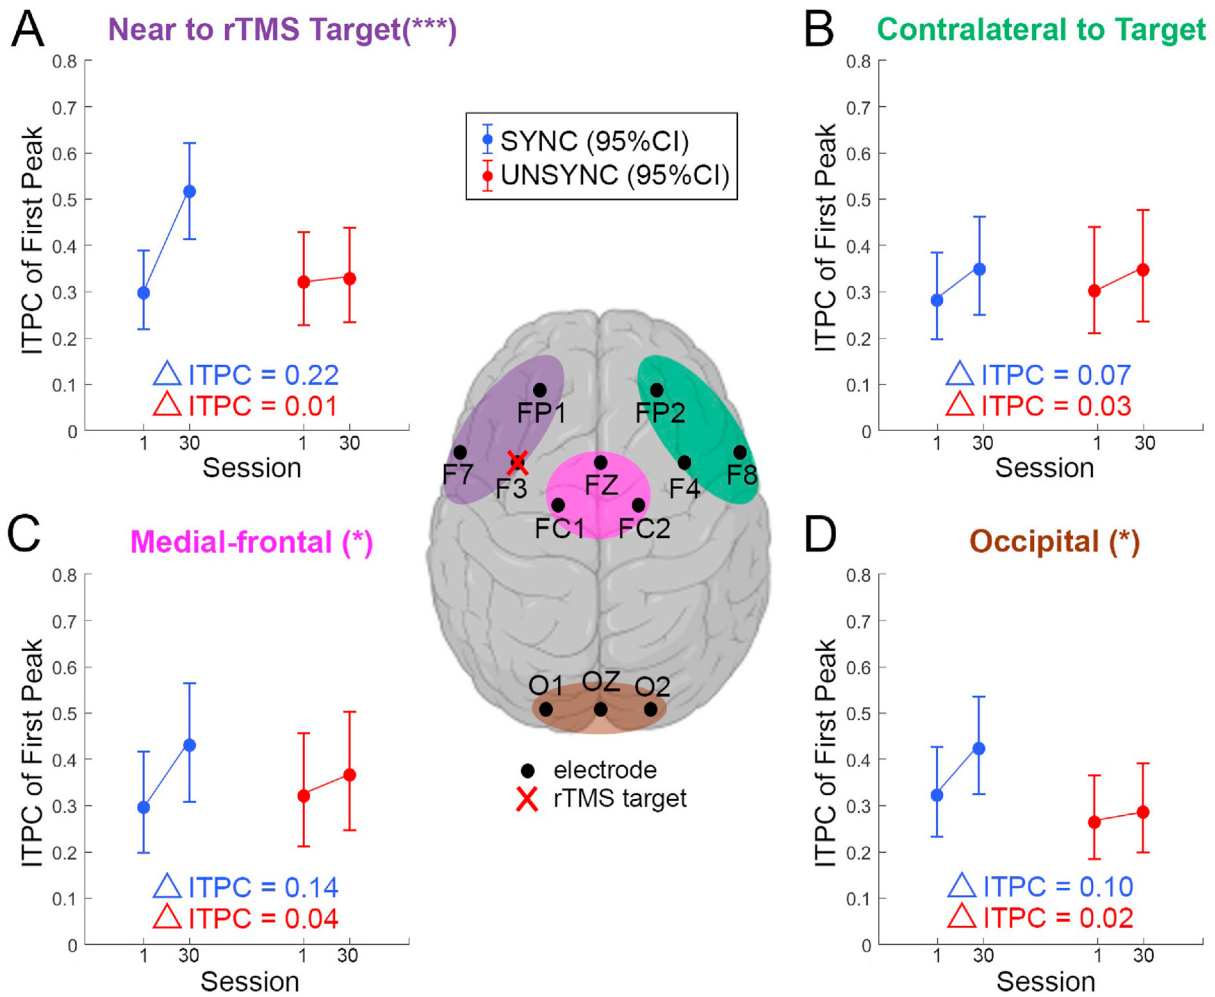 A
Near to rTMS Target(***)
ITPC of First Peak
0.8
0.7
0.6
0.5
0.4
0.3
0.2
0.1
0
△ ITPC = 0.22
△ ITPC = 0.01
1 30 1 30
Session
SYNC (95%CI)
UNSYNC (95%CI)
B
Contralateral to Target
ITPC of First Peak
0.8
0.7
0.6
0.5
0.4
0.3
0.2
0.1
0
△ ITPC = 0.07
△ ITPC = 0.03
1 30 1 30
Session
FP1 FP2
F7 F3 FZ F4 F8
FC1 FC2
O1 OZ O2
electrode
rTMS target
C
Medial-frontal (*)
ITPC of First Peak
0.8
0.7
0.6
0.5
0.4
0.3
0.2
0.1
0
△ ITPC = 0.14
△ ITPC = 0.04
1 30 1 30
Session
D
Occipital (*)
ITPC of First Peak
0.8
0.7
0.6
0.5
0.4
0.3
0.2
0.1
0
△ ITPC = 0.10
△ ITPC = 0.02
1 30 1 30
Session